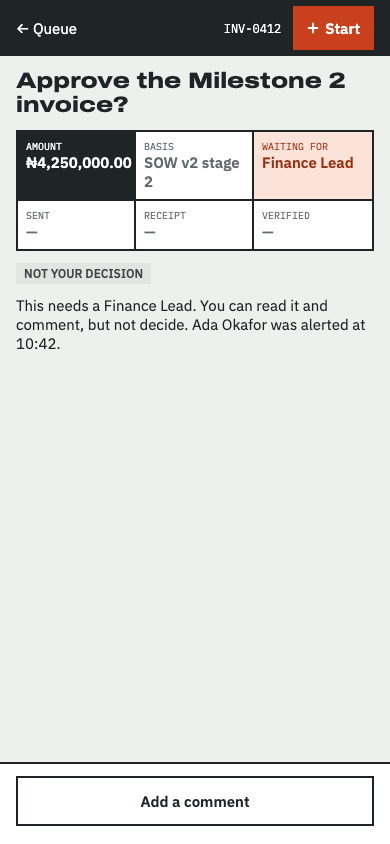 ← Queue
INV-0412
+ Start
Approve the Milestone 2
invoice?
AMOUNT
₦4,250,000.00
BASIS
SOW v2 stage
2
WAITING FOR
Finance Lead
SENT
—
RECEIPT
—
VERIFIED
—
NOT YOUR DECISION
This needs a Finance Lead. You can read it and
comment, but not decide. Ada Okafor was alerted at
10:42.
Add a comment